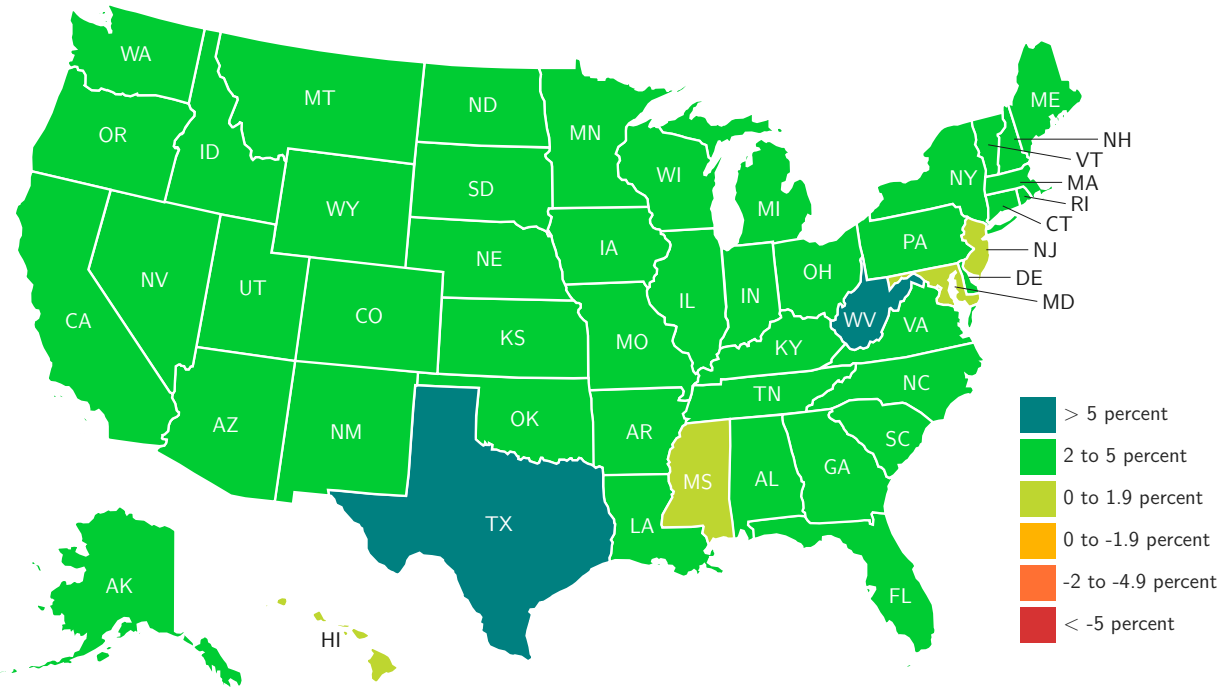 WA
MT
ND
MN
ME
OR
ID
NH
VT
WI
SD
NY
MA
WY
MI
RI
CT
IA
PA
NJ
NE
OH
NV
UT
IN
DE
IL
MD
CO
WV
VA
CA
KS
MO
KY
NC
TN
> 5 percent
OK
AZ
NM
AR
SC
2 to 5 percent
GA
MS
AL
0 to 1.9 percent
TX
LA
0 to -1.9 percent
AK
FL
-2 to -4.9 percent
HI
< -5 percent